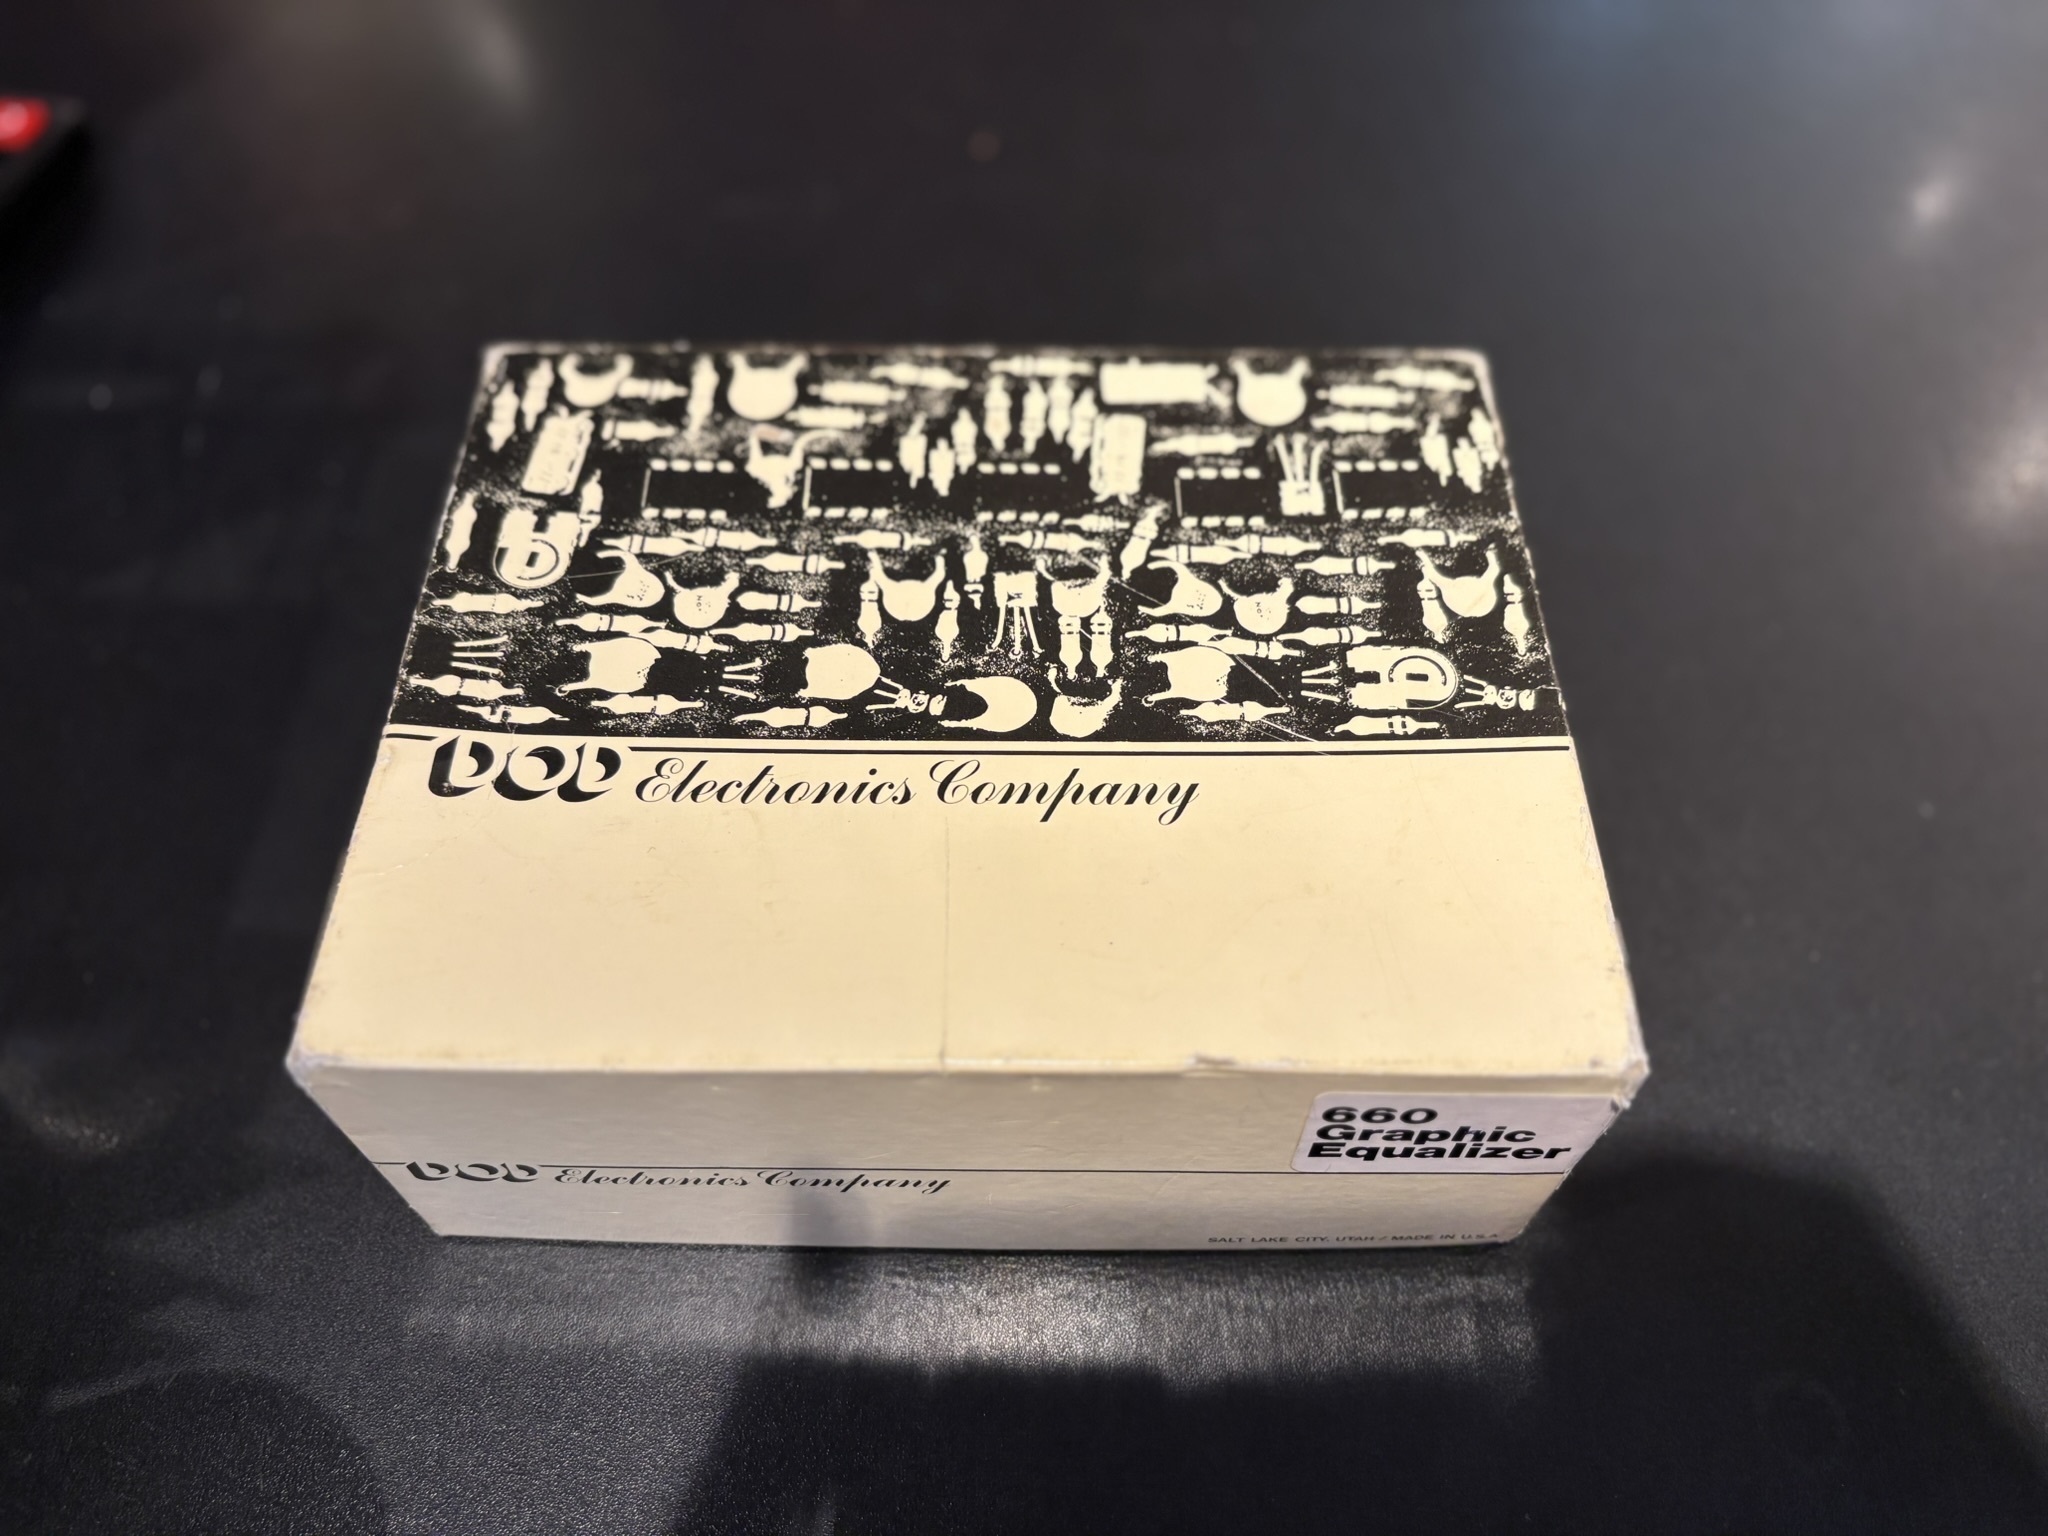 DOD Electronics Company
660
Graphic
Equalizer
DOD Electronics Company
SALT LAKE CITY, UTAH / MADE IN U.S.A.